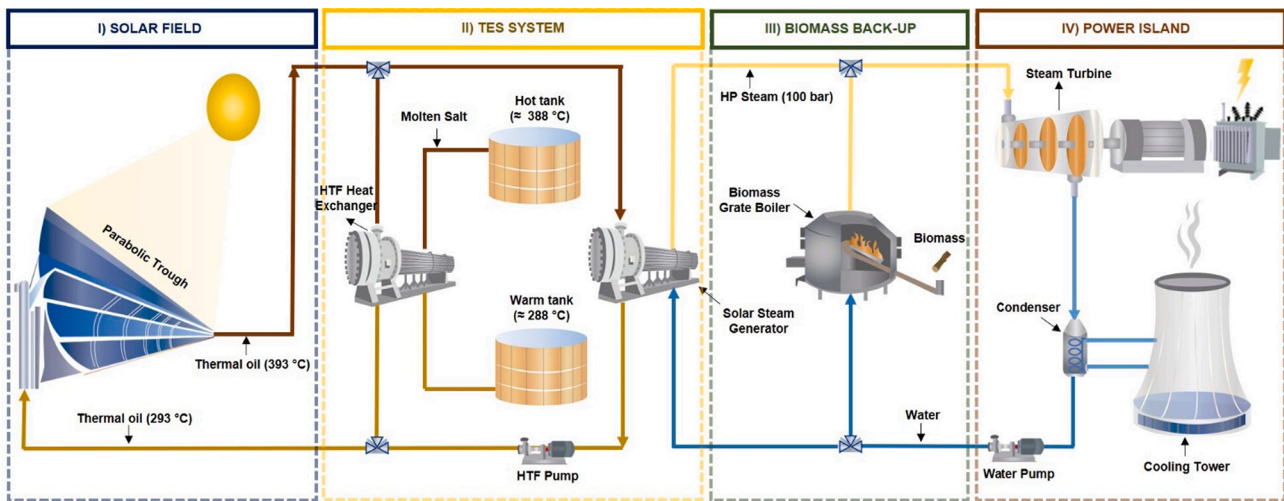 I) SOLAR FIELD
II) TES SYSTEM
III) BIOMASS BACK-UP
IV) POWER ISLAND
Parabolic Trough
Thermal oil (393 °C)
Thermal oil (293 °C)
Molten Salt
Hot tank
(≈ 388 °C)
HTF Heat
Exchanger
Warm tank
(≈ 288 °C)
HTF Pump
Solar Steam
Generator
HP Steam (100 bar)
Biomass
Grate Boiler
Biomass
Water
Steam Turbine
Condenser
Water Pump
Cooling Tower